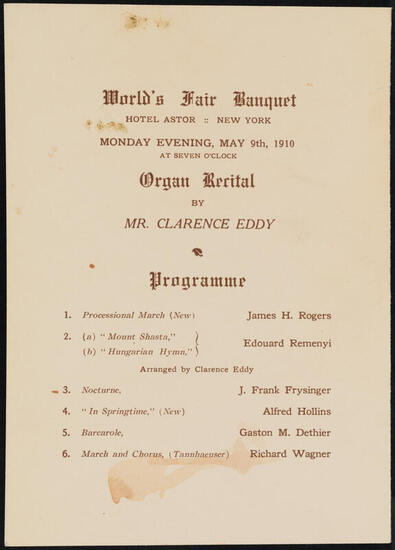 World's Fair Banquet
HOTEL ASTOR :: NEW YORK
MONDAY EVENING, MAY 9th, 1910
AT SEVEN O'CLOCK
Organ Recital
BY
MR. CLARENCE EDDY
Programme
1. Processional March (New) James H. Rogers
2. (a) "Mount Shasta," }
(b) "Hungarian Hymn," } Edouard Remenyi
Arranged by Clarence Eddy
3. Nocturne, J. Frank Frysinger
4. "In Springtime," (New) Alfred Hollins
5. Barcarole, Gaston M. Dethier
6. March and Chorus, (Tannhaeuser) Richard Wagner